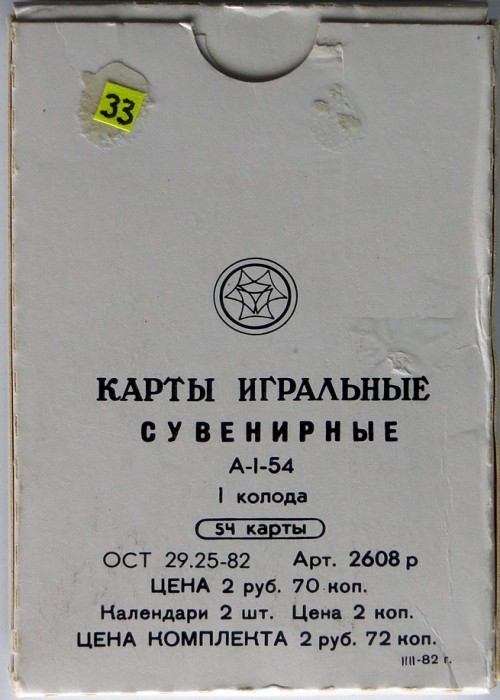 33
КАРТЫ ИГРАЛЬНЫЕ
СУВЕНИРНЫЕ
А-I-54
I колода
54 карты
ОСТ 29.25-82 Арт. 2608 р
ЦЕНА 2 руб. 70 коп.
Календари 2 шт. Цена 2 коп.
ЦЕНА КОМПЛЕКТА 2 руб. 72 коп.
IIII-82 г.